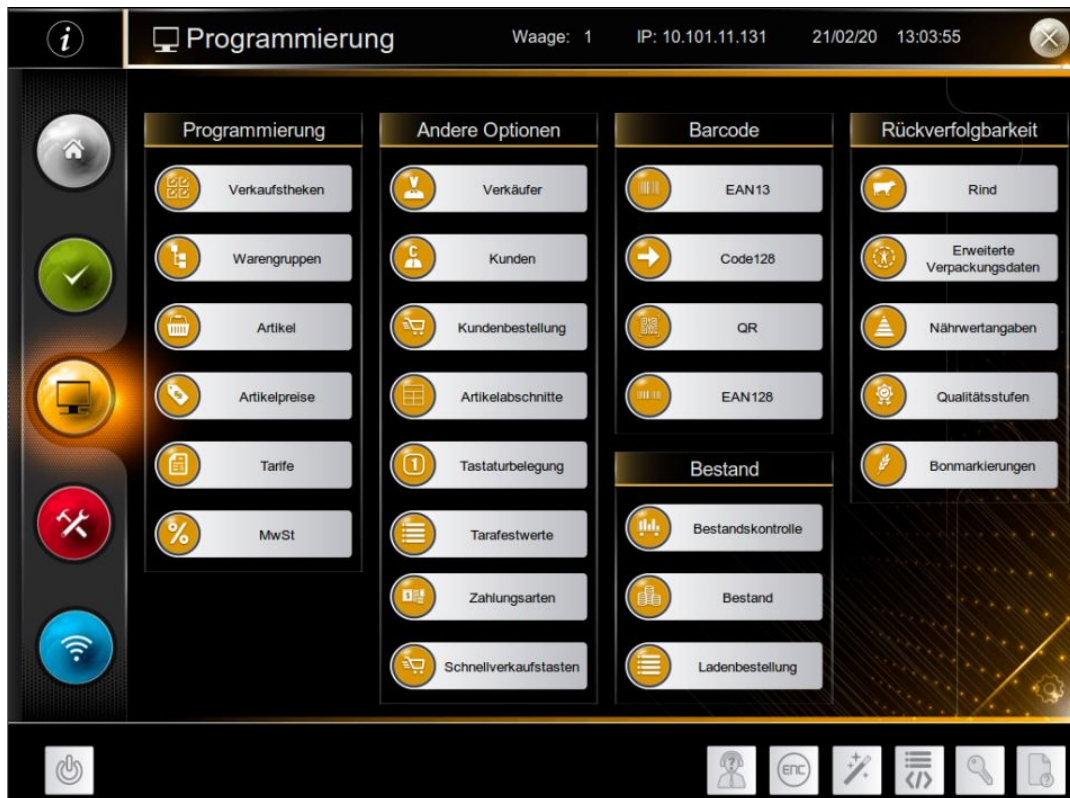 i
Programmierung
Waage: 1
IP: 10.101.11.131
21/02/20
13:03:55
Programmierung
Verkaufstheken
Warengruppen
Artikel
Artikelpreise
Tarife
% MwSt
Andere Optionen
V
Verkäufer
C
Kunden
Kundenbestellung
Artikelabschnitte
1
Tastaturbelegung
Tarafestwerte
Zahlungsarten
Schnellverkaufstasten
Barcode
EAN13
Code128
QR
EAN128
Bestand
Bestandskontrolle
Bestand
Ladenbestellung
Rückverfolgbarkeit
Rind
Erweiterte
Verpackungsdaten
Nährwertangaben
Qualitätsstufen
Bonmarkierungen
?
ENC
</>
?